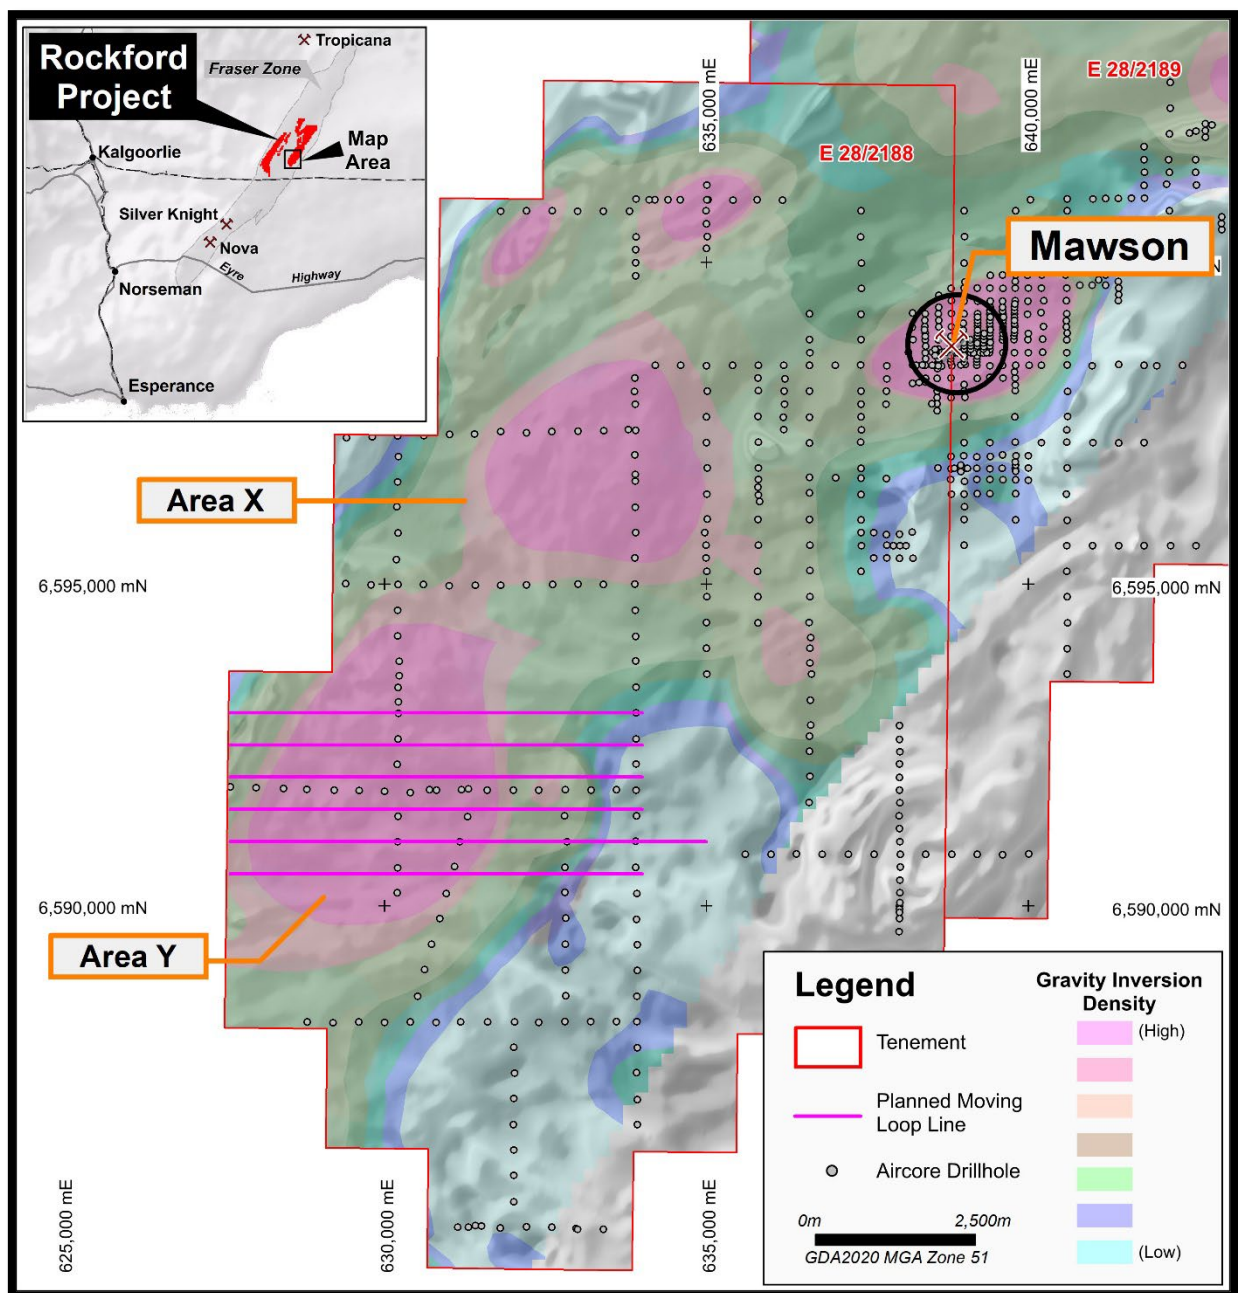 Rockford
Project
Tropicana
Fraser Zone
Map
Area
Kalgoorlie
Silver Knight
Nova
Eyre
Highway
Norseman
Esperance
635,000 mE
640,000 mE
E 28/2189
E 28/2188
Mawson
N
Area X
6,595,000 mN
6,595,000 mN
6,590,000 mN
6,590,000 mN
Area Y
625,000 mE
630,000 mE
635,000 mE
Legend
Tenement
Planned Moving
Loop Line
Aircore Drillhole
0m
2,500m
GDA2020 MGA Zone 51
Gravity Inversion
Density
(High)
(Low)